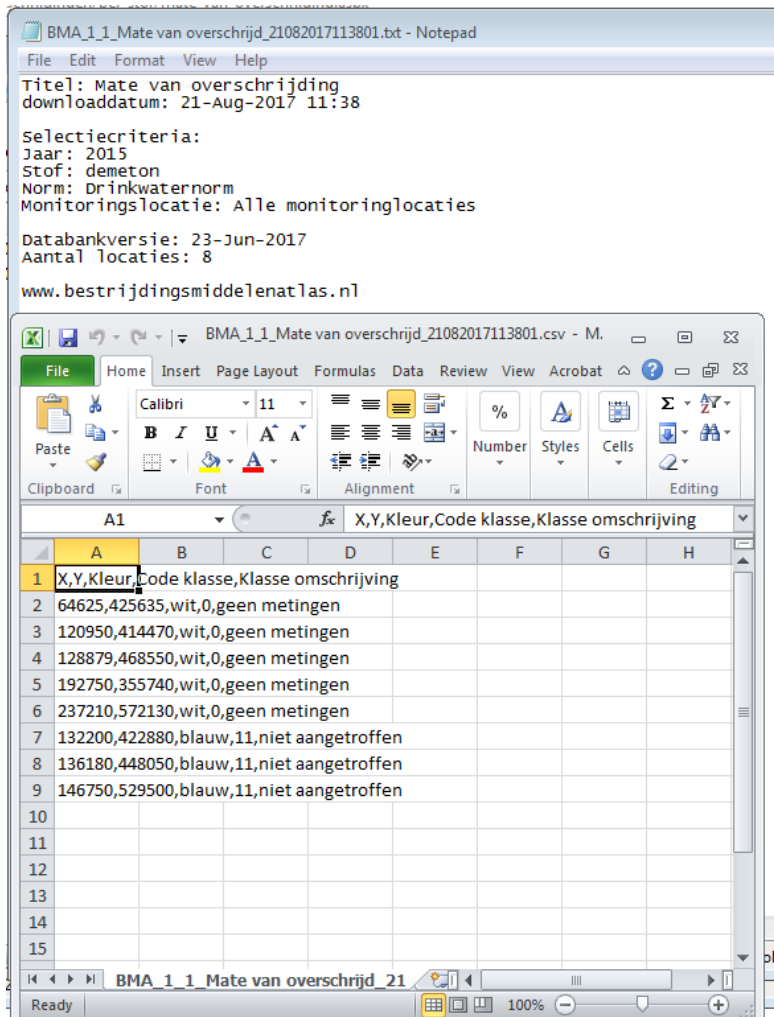 BMA_1_1_Mate van overschrijd_21082017113801.txt - Notepad
File Edit Format View Help
Titel: Mate van overschrijding
downloaddatum: 21-Aug-2017 11:38
Selectiecriteria:
Jaar: 2015
Stof: demeton
Norm: Drinkwaternorm
Monitoringslocatie: Alle monitoringlocaties
Databankversie: 23-Jun-2017
Aantal locaties: 8
www.bestrijdingsmiddelenatlas.nl
BMA_1_1_Mate van overschrijd_21082017113801.csv - M.
File Home Insert Page Layout Formulas Data Review View Acrobat
Calibri 11
Paste
B I U A A
A
% Number
Styles
Cells
Clipboard Font Alignment Editing
A1 fx X,Y,Kleur,Code klasse,Klasse omschrijving
A B C D E F G H
1 X,Y,Kleur,Code klasse,Klasse omschrijving
2 64625,425635,wit,0,geen metingen
3 120950,414470,wit,0,geen metingen
4 128879,468550,wit,0,geen metingen
5 192750,355740,wit,0,geen metingen
6 237210,572130,wit,0,geen metingen
7 132200,422880,blauw,11,niet aangetroffen
8 136180,448050,blauw,11,niet aangetroffen
9 146750,529500,blauw,11,niet aangetroffen
10
11
12
13
14
15
BMA_1_1_Mate van overschrijd_21
Ready 100%